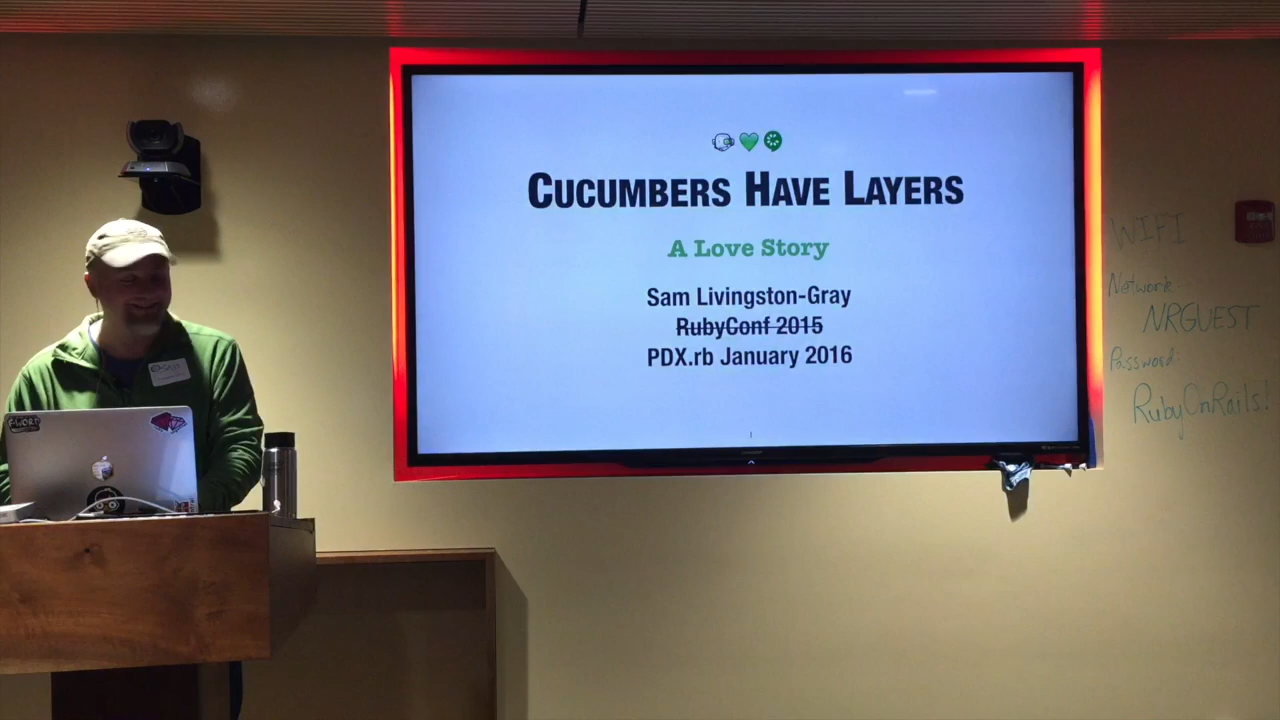 CUCUMBERS HAVE LAYERS
A Love Story
Sam Livingston-Gray
RubyConf 2015
PDX.rb January 2016
WIFI
Network:
NRGUEST
Password:
RubyOnRails!
F-WORD